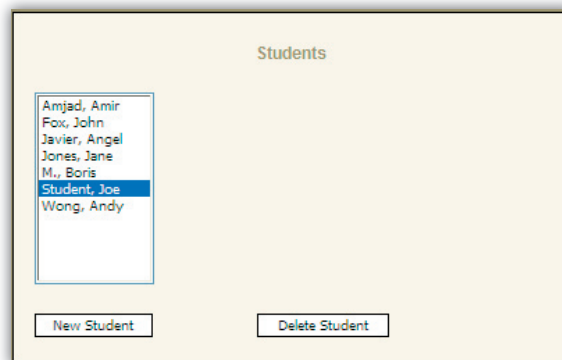 Students
Amjad, Amir
Fox, John
Javier, Angel
Jones, Jane
M., Boris
Student, Joe
Wong, Andy
New Student
Delete Student